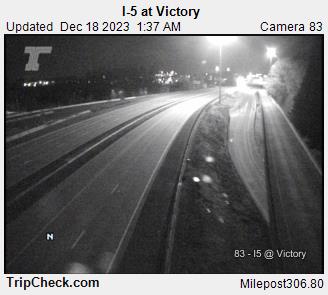 I-5 at Victory
Updated Dec 18 2023 1:37 AM Camera 83
T
N
83 - I5 @ Victory
TripCheck.com Milepost306.80